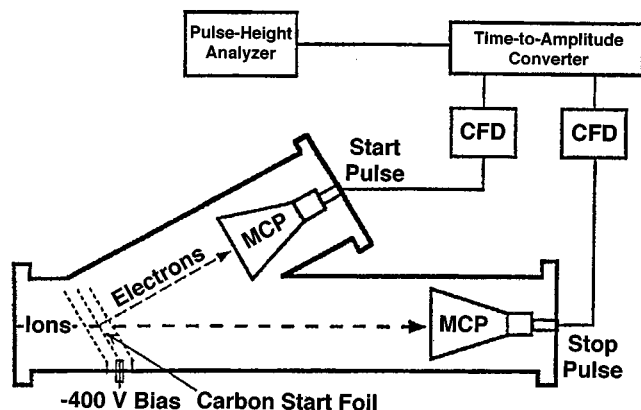 Pulse-Height
Analyzer
Time-to-Amplitude
Converter
CFD
CFD
Start
Pulse
MCP
Electrons
Ions
MCP
Stop
Pulse
-400 V Bias
Carbon Start Foil